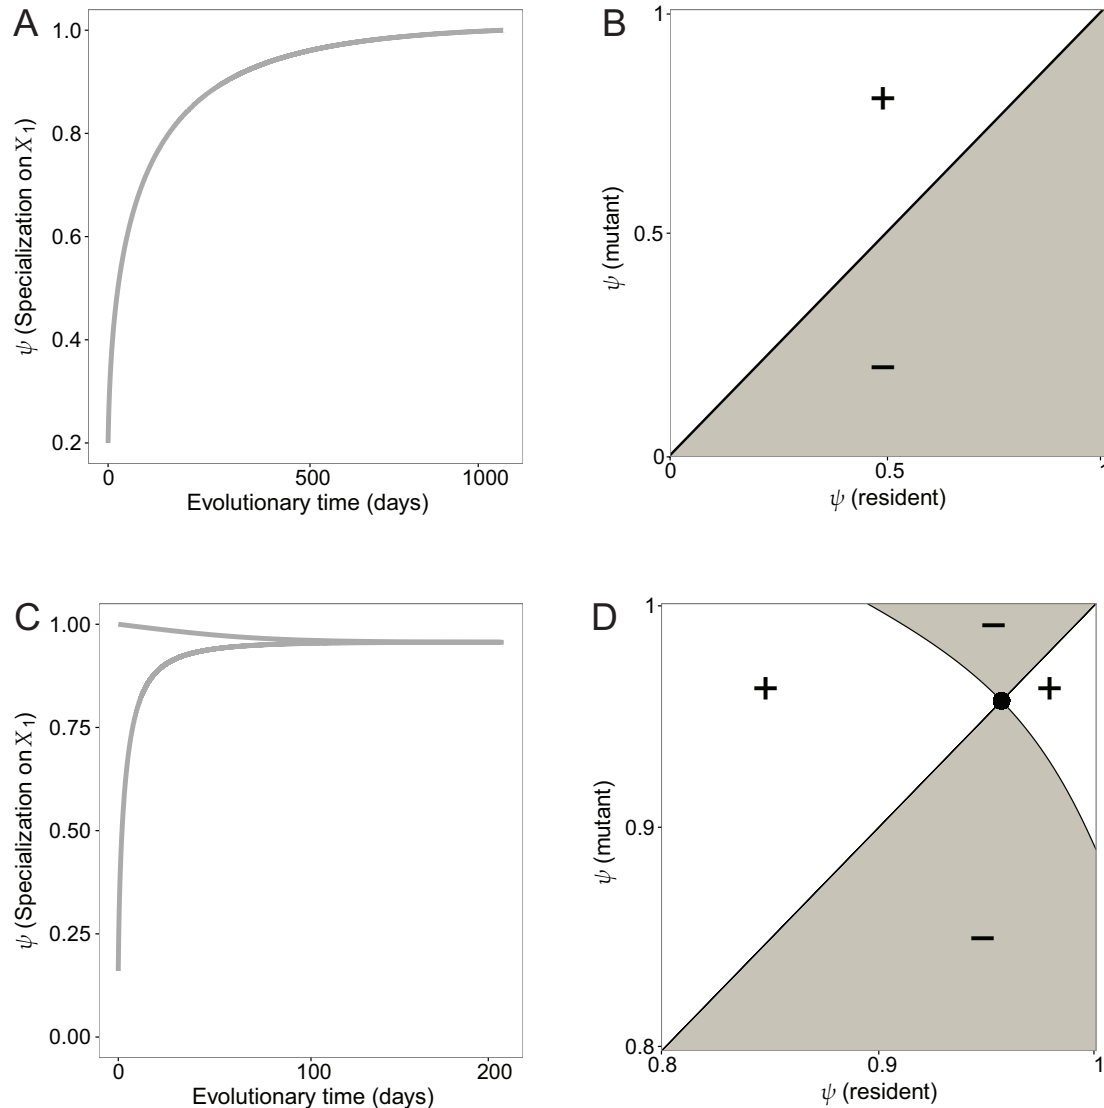 A
1.0
0.8
0.6
0.4
0.2
ψ (Specialization on X1)
0 500 1000
Evolutionary time (days)
B
1
0.5
0
ψ (mutant)
+
−
0 0.5 1
ψ (resident)
C
1.00
0.75
0.50
0.25
0.00
ψ (Specialization on X1)
0 100 200
Evolutionary time (days)
D
1
0.9
0.8
ψ (mutant)
−
+ +
−
0.8 0.9 1
ψ (resident)